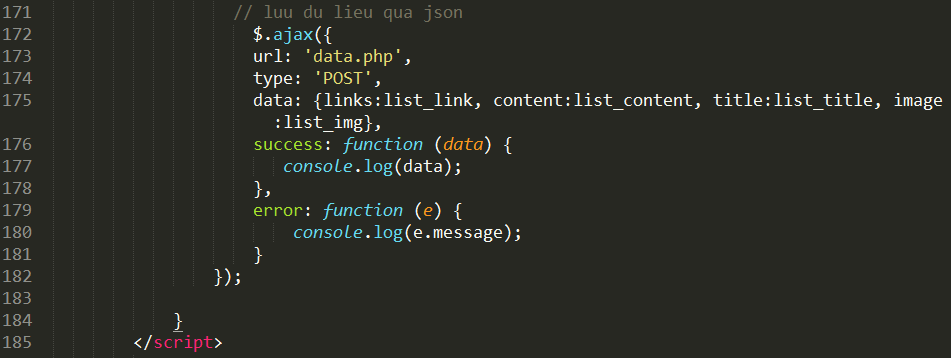 171 // luu du lieu qua json
172 $.ajax({
173 url: 'data.php',
174 type: 'POST',
175 data: {links:list_link, content:list_content, title:list_title, image
:list_img},
176 success: function (data) {
177 console.log(data);
178 },
179 error: function (e) {
180 console.log(e.message);
181 }
182 });
183
184 }
185 </script>